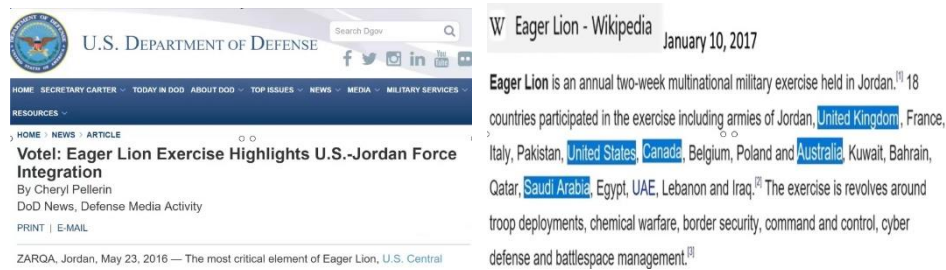 U.S. DEPARTMENT OF DEFENSE
Search Dgov
HOME SECRETARY CARTER TODAY IN DOD ABOUT DOD TOP ISSUES NEWS MEDIA MILITARY SERVICES
RESOURCES
HOME > NEWS > ARTICLE
Votel: Eager Lion Exercise Highlights U.S.-Jordan Force
Integration
By Cheryl Pellerin
DoD News, Defense Media Activity
PRINT | E-MAIL
ZARQA, Jordan, May 23, 2016 — The most critical element of Eager Lion, U.S. Central
W Eager Lion - Wikipedia
January 10, 2017
Eager Lion is an annual two-week multinational military exercise held in Jordan.[1] 18
countries participated in the exercise including armies of Jordan, United Kingdom, France,
Italy, Pakistan, United States, Canada, Belgium, Poland and Australia, Kuwait, Bahrain,
Qatar, Saudi Arabia, Egypt, UAE, Lebanon and Iraq.[2] The exercise is revolves around
troop deployments, chemical warfare, border security, command and control, cyber
defense and battlespace management.[3]